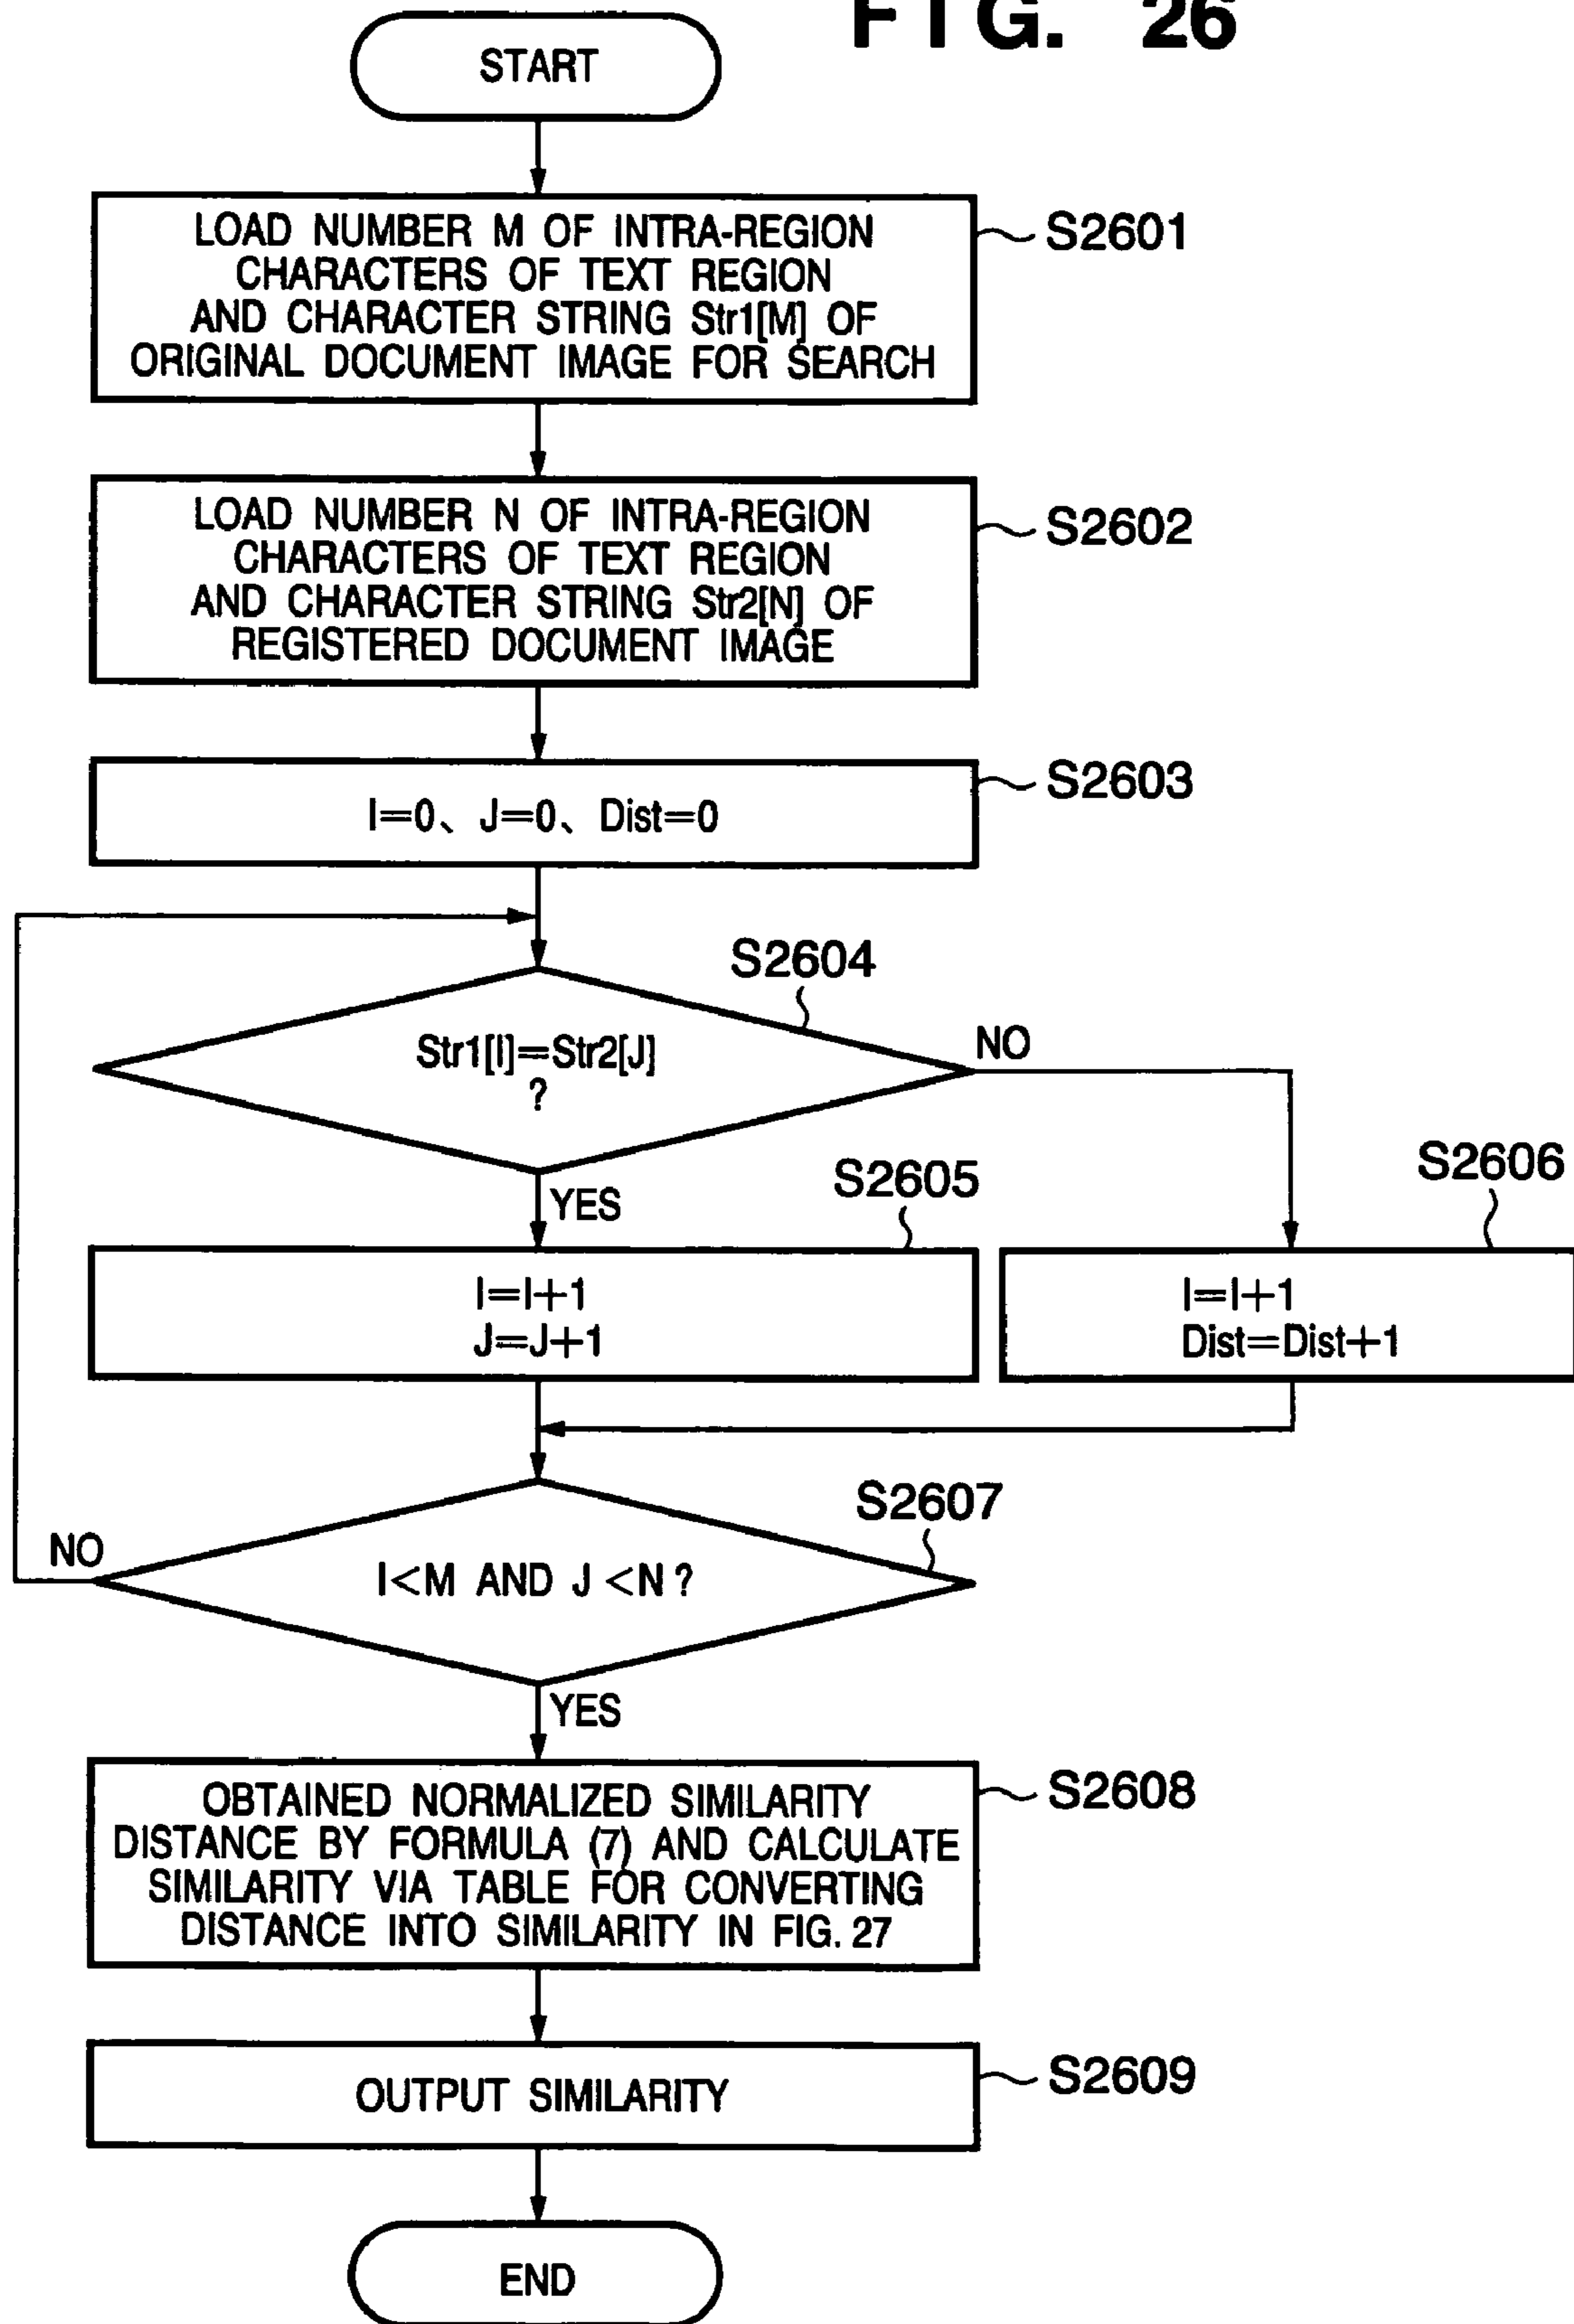 FIG. 26
START
LOAD NUMBER M OF INTRA-REGION
CHARACTERS OF TEXT REGION
AND CHARACTER STRING Str1[M] OF
ORIGINAL DOCUMENT IMAGE FOR SEARCH
S2601
LOAD NUMBER N OF INTRA-REGION
CHARACTERS OF TEXT REGION
AND CHARACTER STRING Str2[N] OF
REGISTERED DOCUMENT IMAGE
S2602
I=0、J=0、Dist=0
S2603
S2604
Str1[I]=Str2[J]
?
NO
YES
S2605
I=I+1
J=J+1
S2606
I=I+1
Dist=Dist+1
S2607
I<M AND J<N?
NO
YES
OBTAINED NORMALIZED SIMILARITY
DISTANCE BY FORMULA (7) AND CALCULATE
SIMILARITY VIA TABLE FOR CONVERTING
DISTANCE INTO SIMILARITY IN FIG. 27
S2608
OUTPUT SIMILARITY
S2609
END